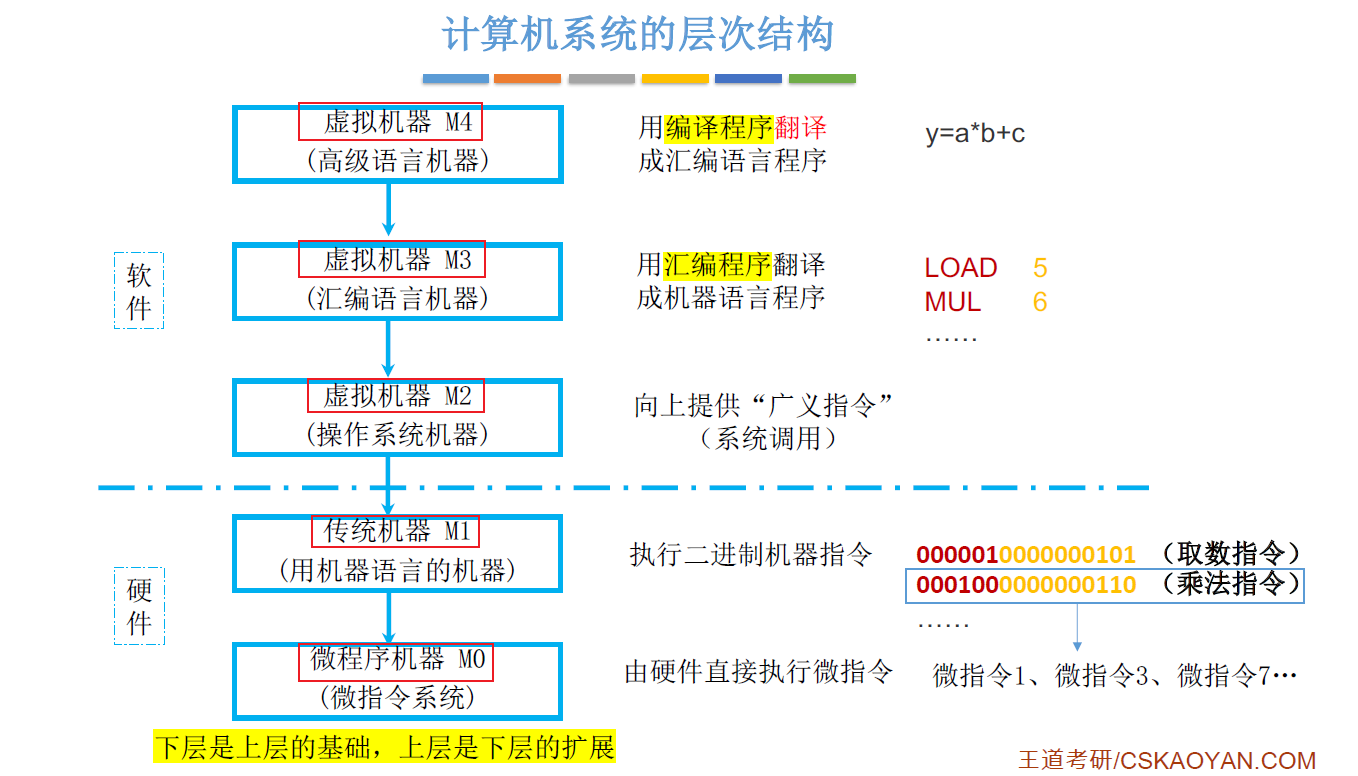 计算机系统的层次结构
虚拟机器 M4
(高级语言机器)
用编译程序翻译
成汇编语言程序
y=a*b+c
软
件
虚拟机器 M3
(汇编语言机器)
用汇编程序翻译
成机器语言程序
LOAD 5
MUL 6
……
虚拟机器 M2
(操作系统机器)
向上提供“广义指令”
（系统调用）
硬
件
传统机器 M1
(用机器语言的机器)
执行二进制机器指令
0000010000000101 （取数指令）
0001000000000110 （乘法指令）
……
微程序机器 M0
(微指令系统)
由硬件直接执行微指令
微指令1、微指令3、微指令7…
下层是上层的基础，上层是下层的扩展
王道考研/CSKAOYAN.COM